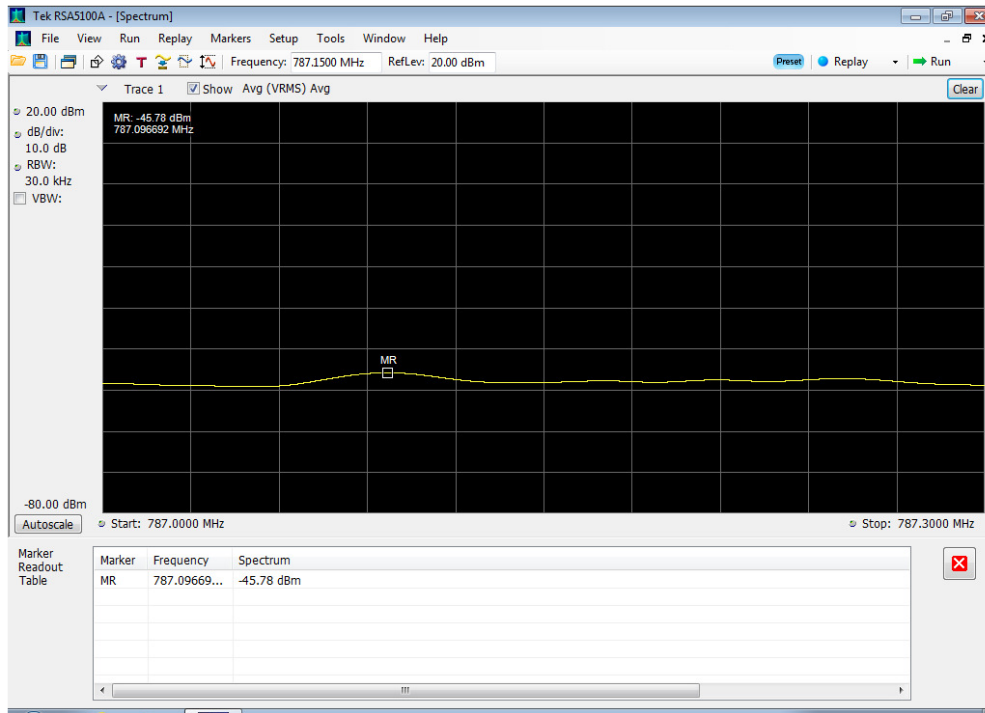 Tek RSA5100A - [Spectrum]
File View Run Replay Markers Setup Tools Window Help
T Frequency: 787.1500 MHz RefLev: 20.00 dBm Preset Replay Run
Trace 1 Show Avg (VRMS) Avg Clear
20.00 dBm
dB/div:
10.0 dB
RBW:
30.0 kHz
VBW:
MR: -45.78 dBm
787.096692 MHz
MR
-80.00 dBm
Autoscale Start: 787.0000 MHz Stop: 787.3000 MHz
Marker
Readout
Table
Marker Frequency Spectrum
MR 787.09669... -45.78 dBm